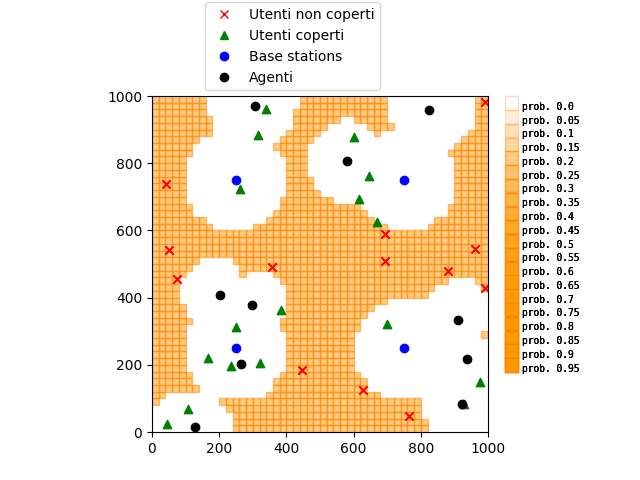 Utenti non coperti
Utenti coperti
Base stations
Agenti
1000
800
600
400
200
0
0 200 400 600 800 1000
prob. 0.0
prob. 0.05
prob. 0.1
prob. 0.15
prob. 0.2
prob. 0.25
prob. 0.3
prob. 0.35
prob. 0.4
prob. 0.45
prob. 0.5
prob. 0.55
prob. 0.6
prob. 0.65
prob. 0.7
prob. 0.75
prob. 0.8
prob. 0.85
prob. 0.9
prob. 0.95